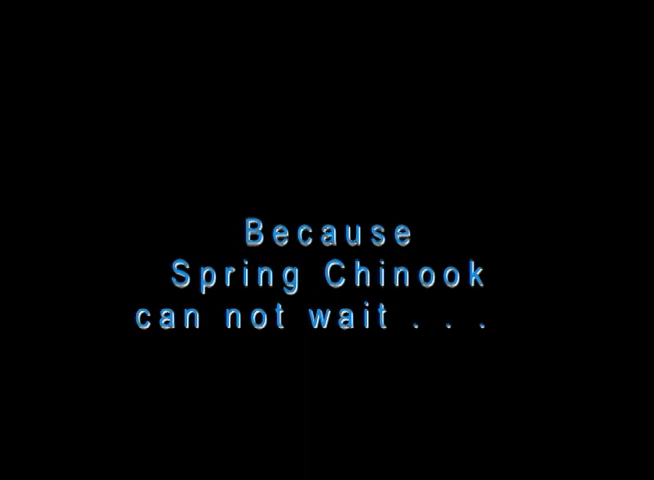 Because
Spring Chinook
can not wait . . .